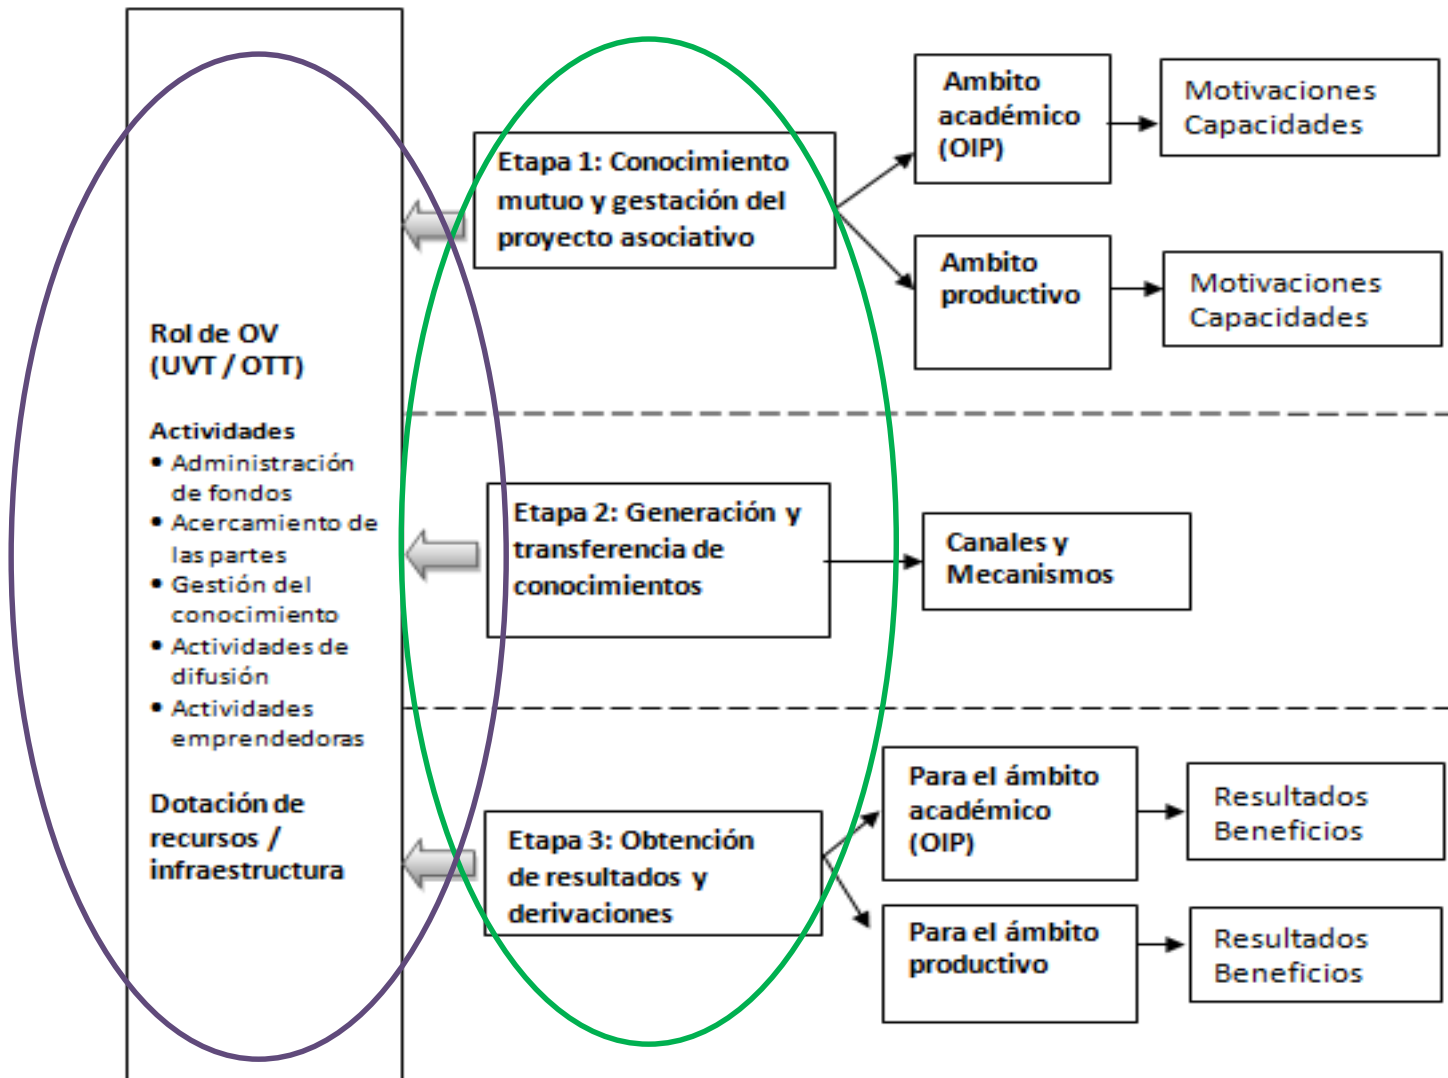 Rol de OV
(UVT / OTT)
Actividades
• Administración
de fondos
• Acercamiento de
las partes
• Gestión del
conocimiento
• Actividades de
difusión
• Actividades
emprendedoras
Dotación de
recursos /
infraestructura
Etapa 1: Conocimiento
mutuo y gestación del
proyecto asociativo
Ambito
académico
(OIP)
Motivaciones
Capacidades
Ambito
productivo
Motivaciones
Capacidades
Etapa 2: Generación y
transferencia de
conocimientos
Canales y
Mecanismos
Etapa 3: Obtención
de resultados y
derivaciones
Para el ámbito
académico
(OIP)
Resultados
Beneficios
Para el ámbito
productivo
Resultados
Beneficios